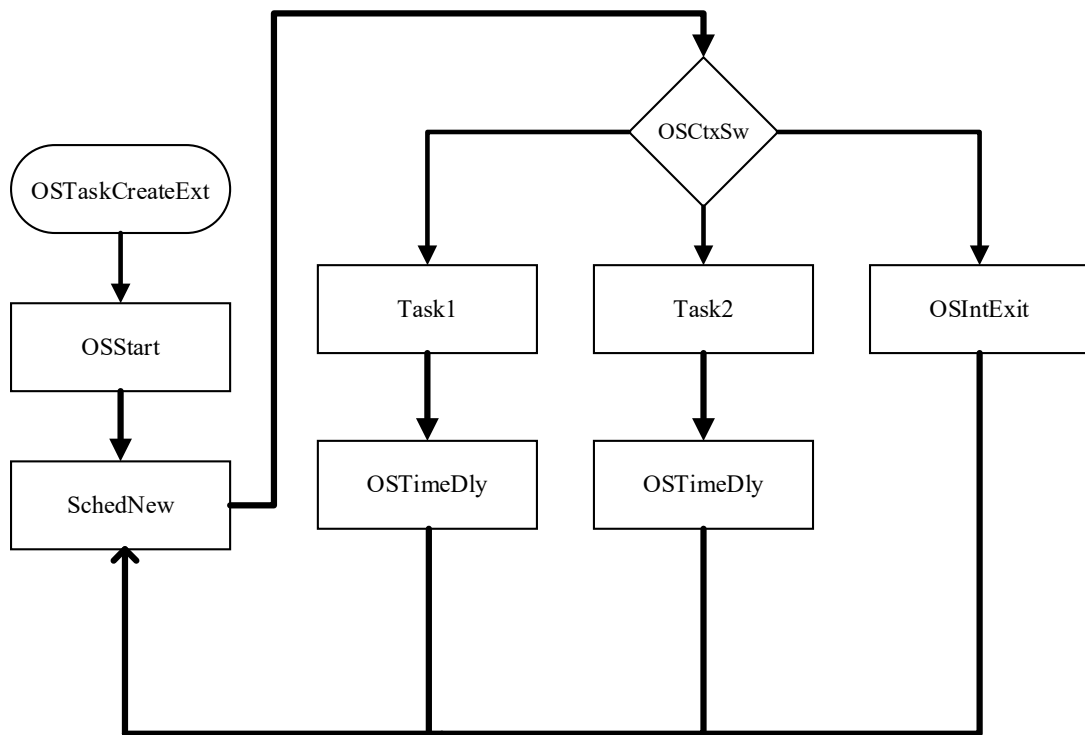 OSCtxSw
OSTaskCreateExt
Task1
Task2
OSIntExit
OSStart
OSTimeDly
OSTimeDly
SchedNew